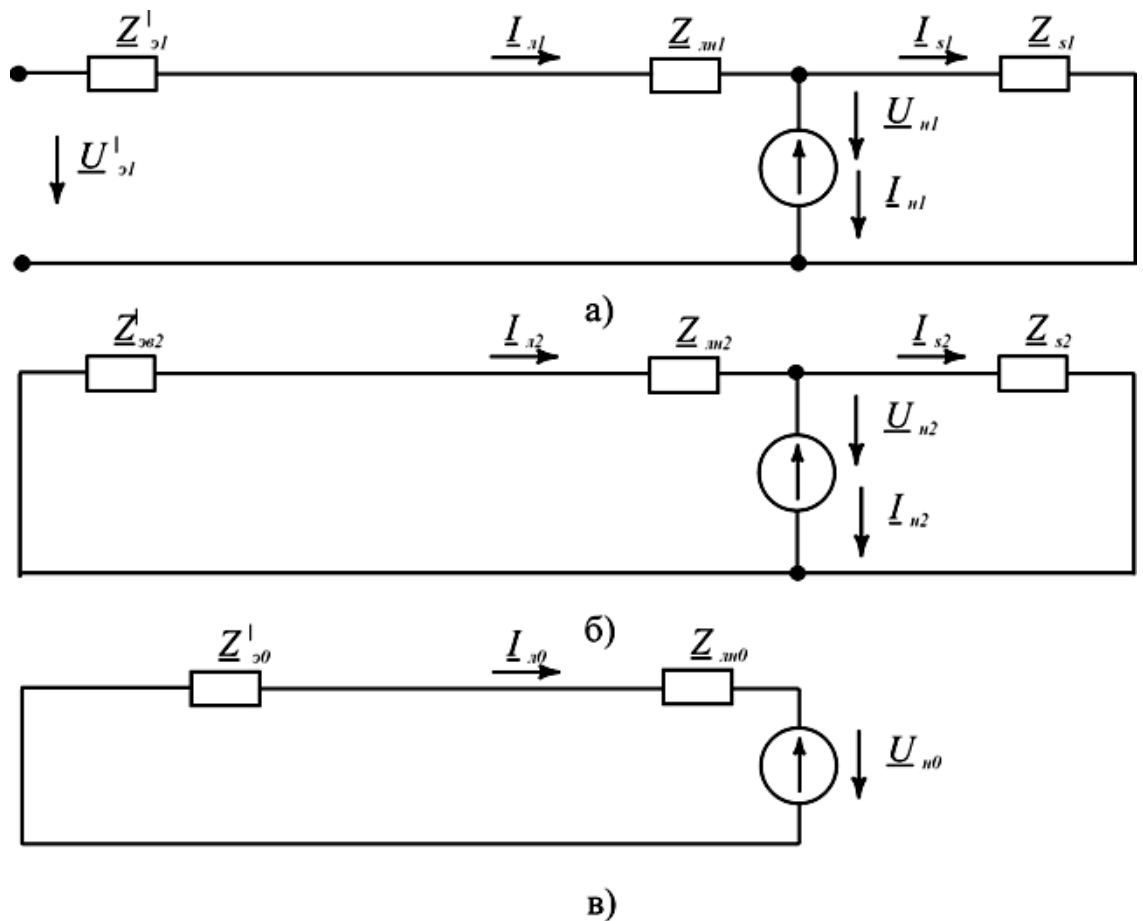 Z|э1 Iл1 Zлн1 Is1 Zs1
U|э1 Uн1
Iн1
а)
Z|эв2 Iл2 Zлн2 Is2 Zs2
Uн2
Iн2
б)
Z|э0 Iл0 Zлн0
Uн0
в)